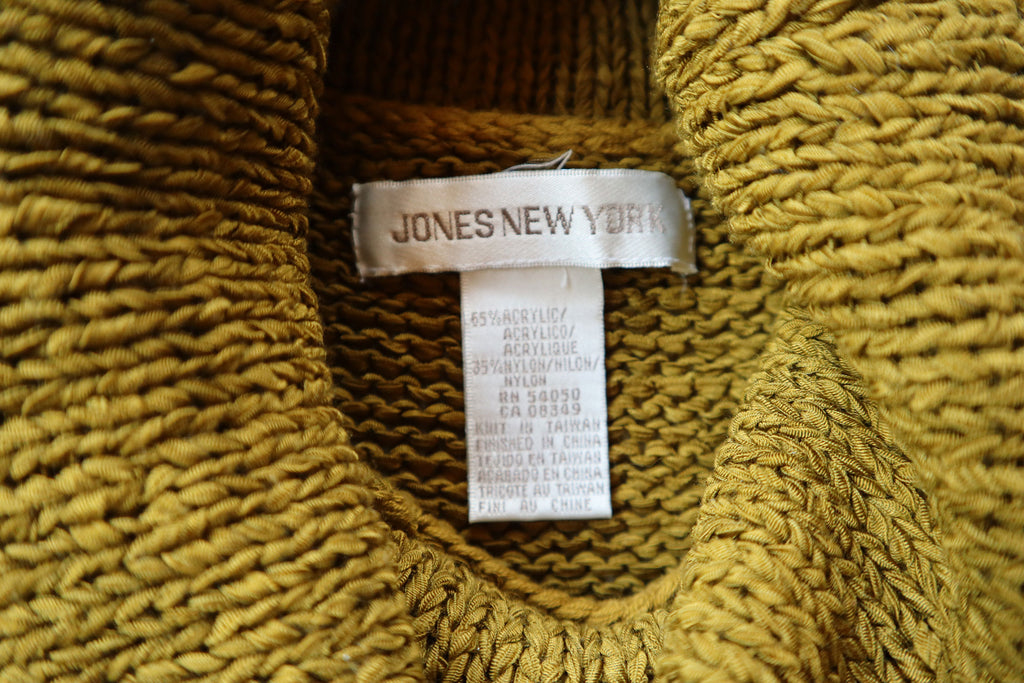 JONES NEW YORK
65% ACRYLIC/
ACRYLICO/
ACRYLIQUE
35% NYLON/NILON/
NYLON
RN 54050
CA 08349
KNIT IN TAIWAN
FINISHED IN CHINA
TEJIDO EN TAIWAN
ACABADO EN CHINA
TRICOTE AU TAIWAN
FINI AU CHINE